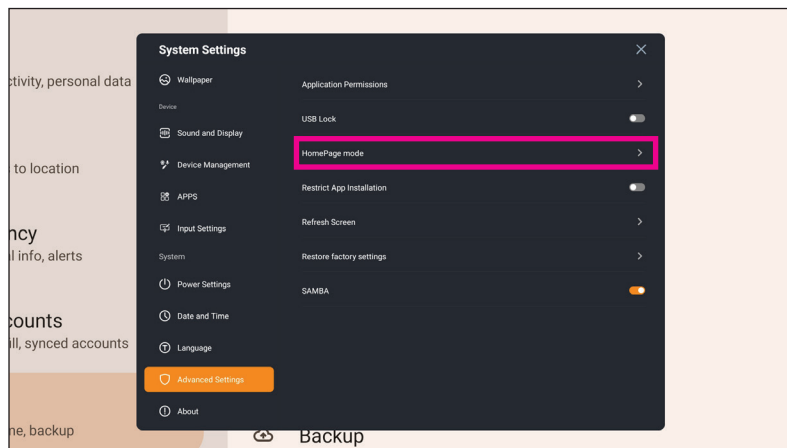 ctivity, personal data
to location
ncy
l info, alerts
counts
ill, synced accounts
me, backup
System Settings
Wallpaper
Device
Sound and Display
Device Management
APPS
Input Settings
System
Power Settings
Date and Time
Language
Advanced Settings
About
Application Permissions
USB Lock
HomePage mode
Restrict App Installation
Refresh Screen
Restore factory settings
SAMBA
Backup